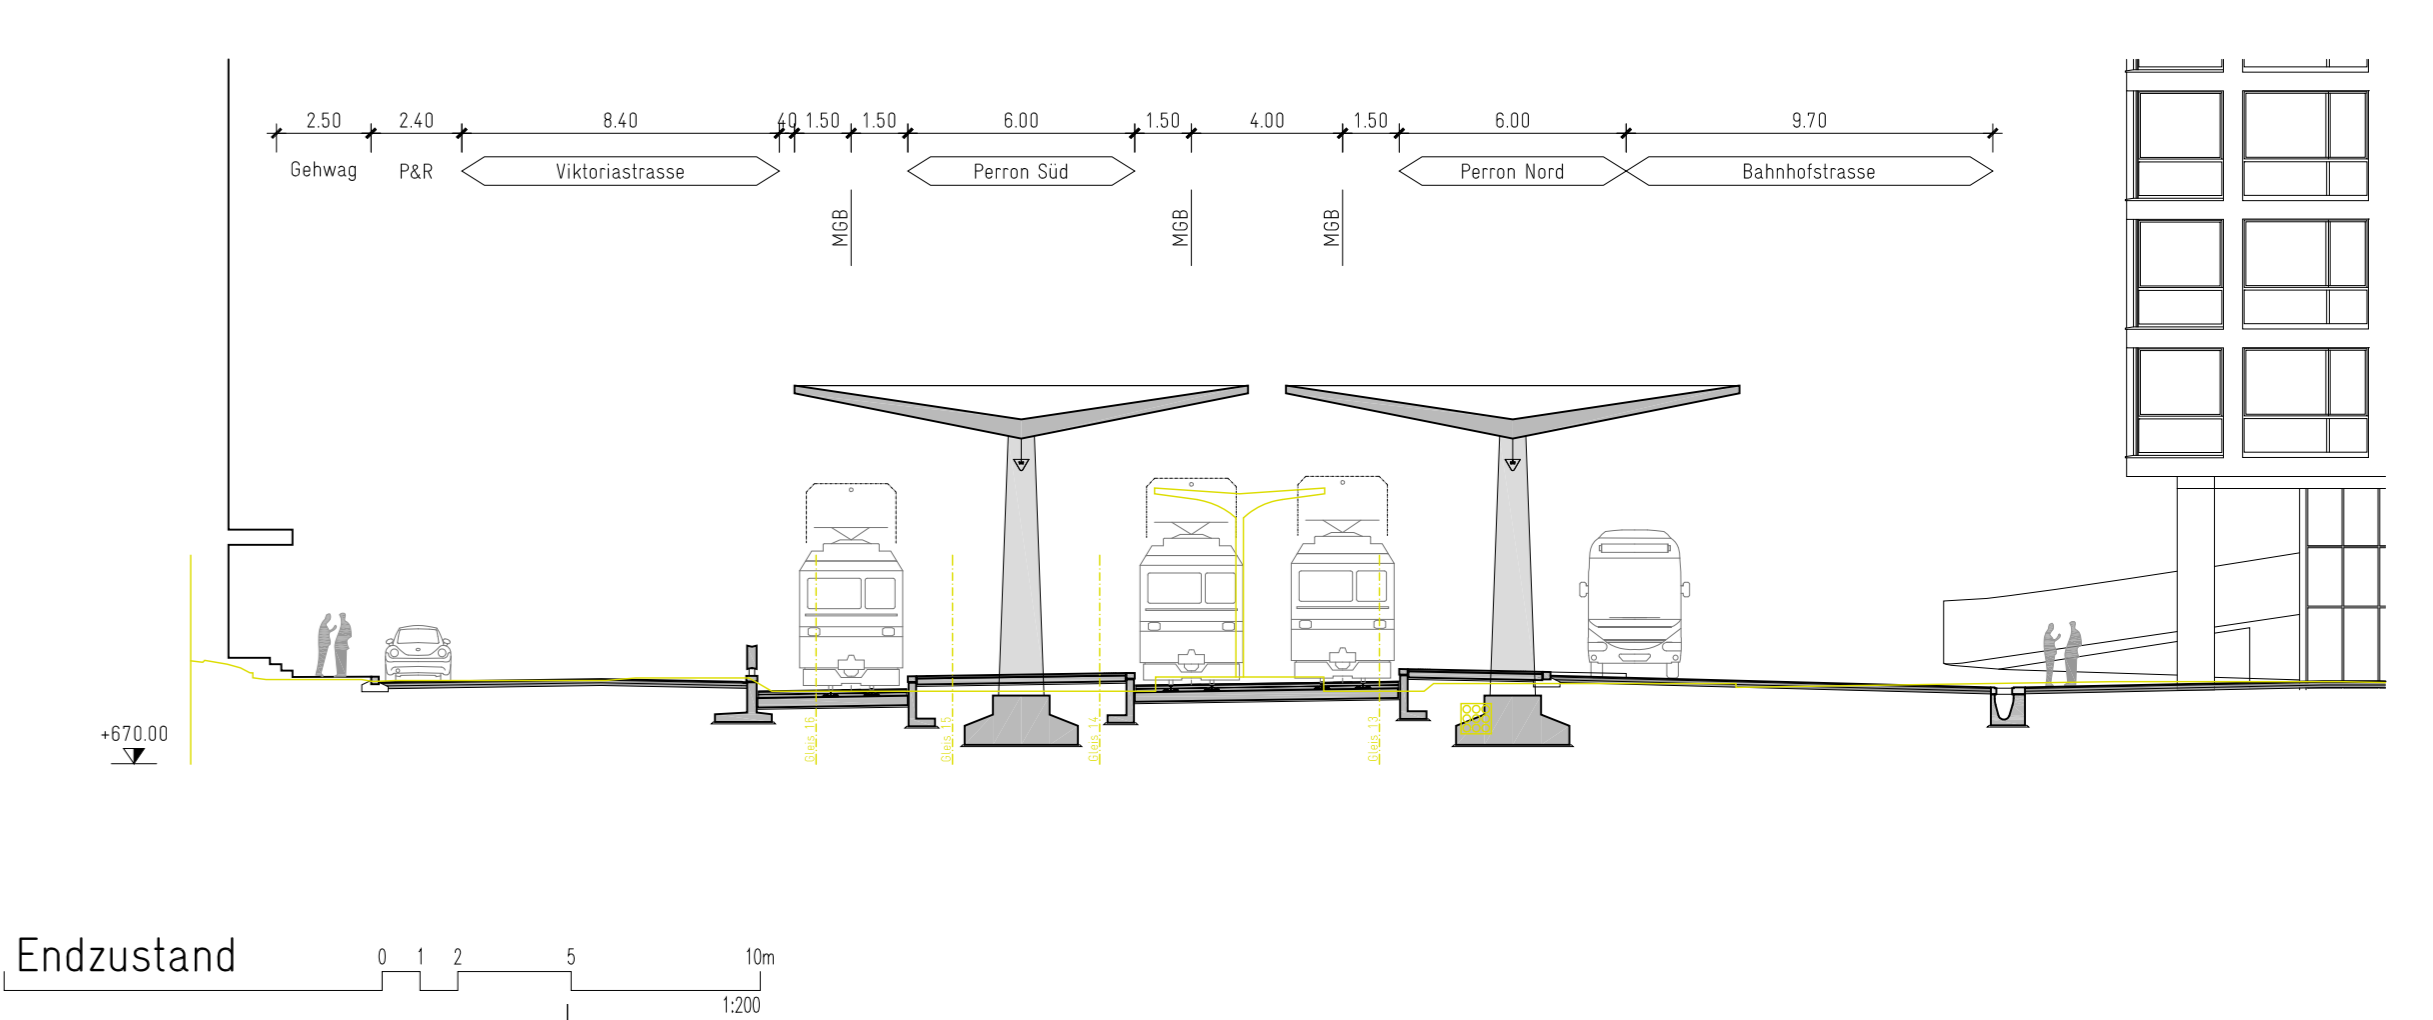 2.50 2.40 8.40 40 1.50 1.50 6.00 1.50 4.00 1.50 6.00 9.70
Gehwag P&R Viktoriastrasse Perron Süd Perron Nord Bahnhofstrasse
MGB MGB MGB
Gleis 16 Gleis 15 Gleis 14 Gleis 13
+670.00
Endzustand
0 1 2 5 10m
1:200